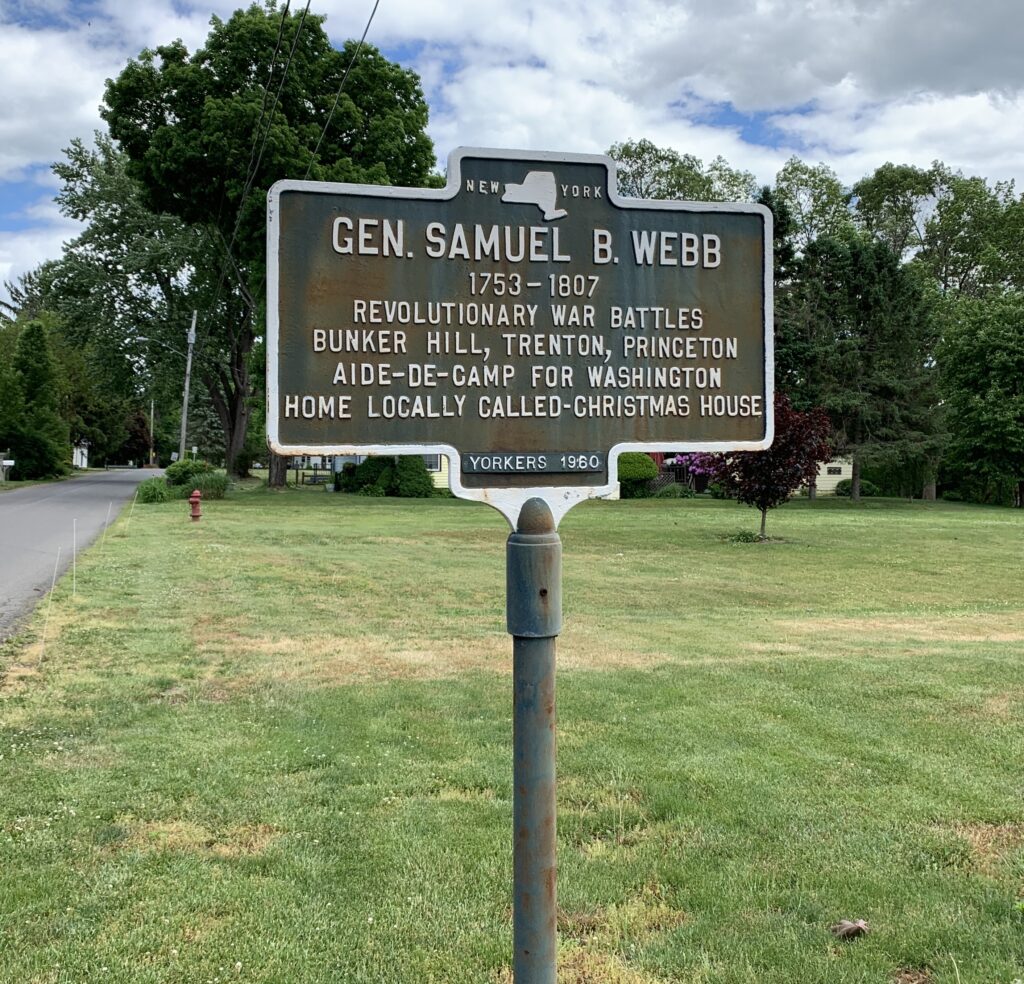 NEW YORK
GEN. SAMUEL B. WEBB
1753-1807
REVOLUTIONARY WAR BATTLES
BUNKER HILL, TRENTON, PRINCETON
AIDE-DE-CAMP FOR WASHINGTON
HOME LOCALLY CALLED-CHRISTMAS HOUSE
YORKERS 1960